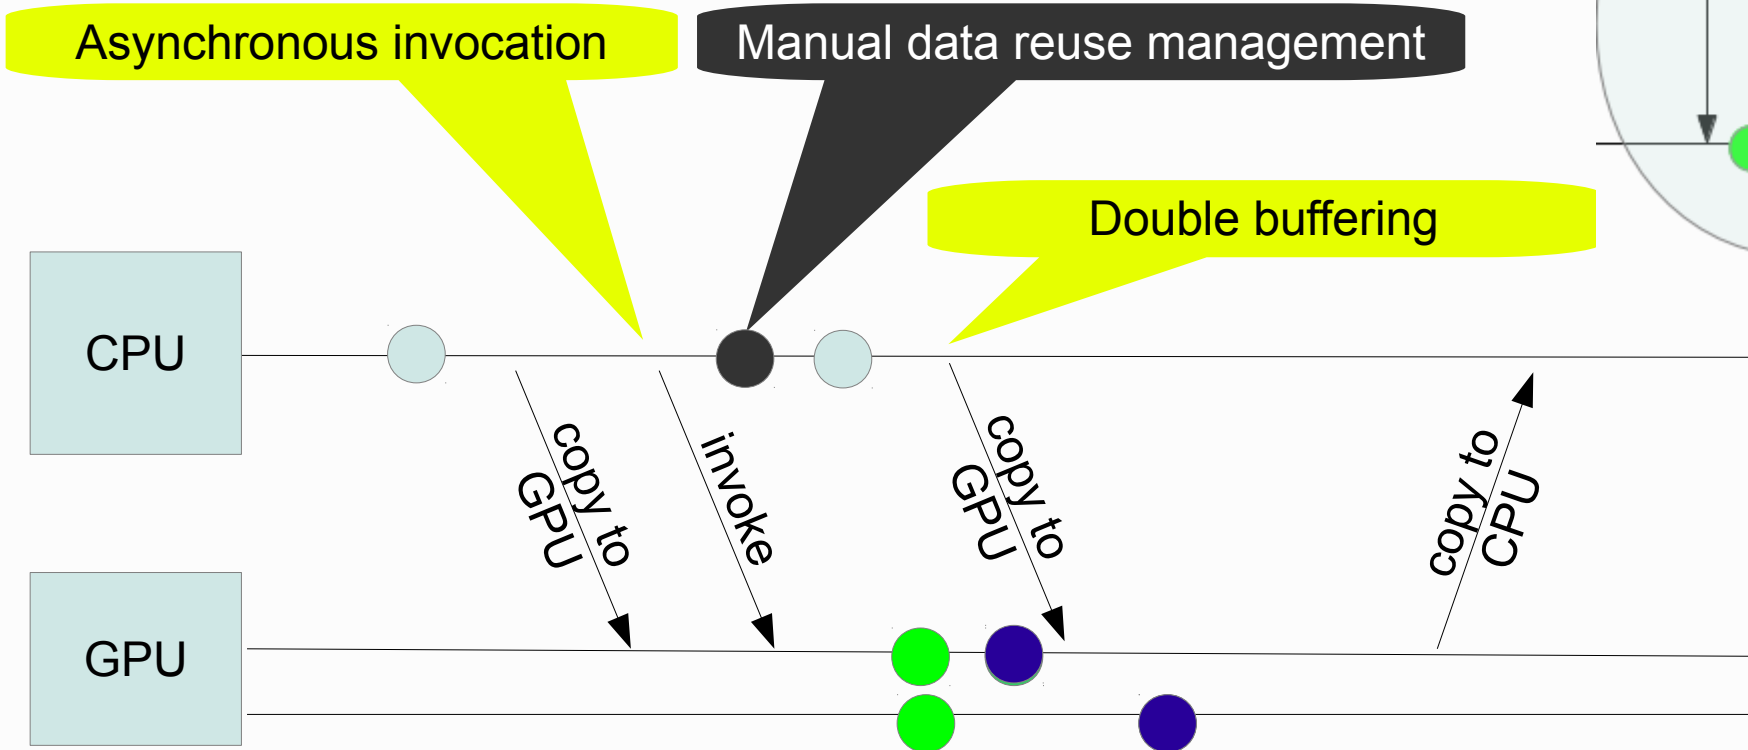 Asynchronous invocation
Manual data reuse management
Double buffering
CPU
copy to
GPU
invoke
copy to
GPU
copy to
CPU
GPU